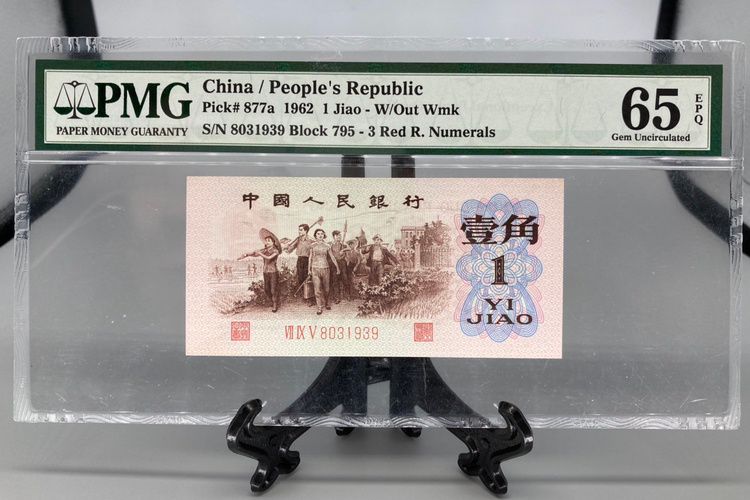 PMG
PAPER MONEY GUARANTY
China / People's Republic
Pick# 877a 1962 1 Jiao - W/Out Wmk
S/N 8031939 Block 795 - 3 Red R. Numerals
65
EPQ
Gem Uncirculated
中國人民銀行
壹角
1
YI
JIAO
VII IX V 8031939